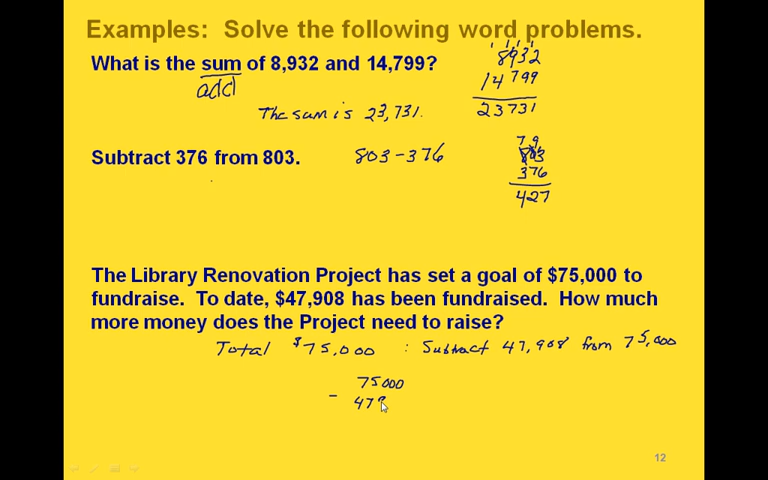 Examples: Solve the following word problems.
What is the sum of 8,932 and 14,799?
add
The sum is 23,731.
8932
14799
23731
Subtract 376 from 803.
803-376
79
803
376
427
The Library Renovation Project has set a goal of $75,000 to
fundraise. To date, $47,908 has been fundraised. How much
more money does the Project need to raise?
Total $75,000 : Subtract 47,908 from 75,000
75000
- 479
12